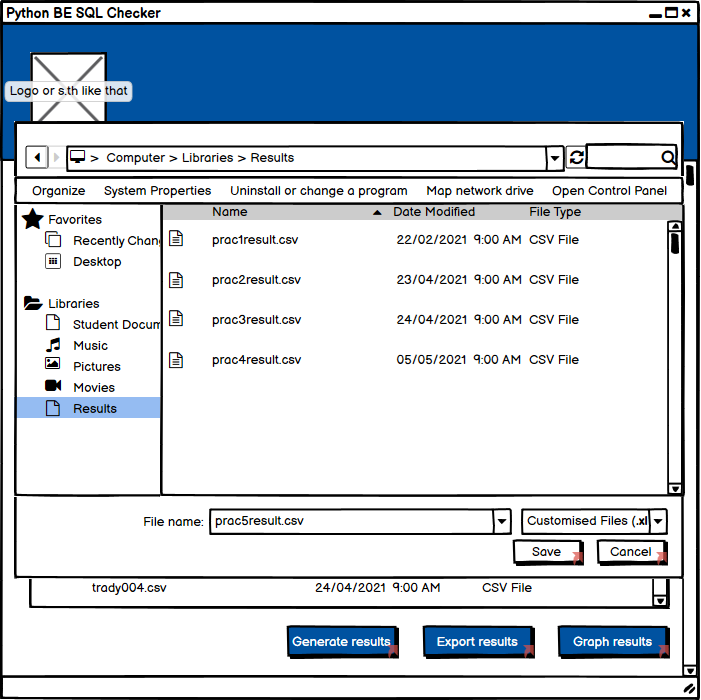 Python BE SQL Checker
Logo or s.th like that
> Computer > Libraries > Results
Organize System Properties Uninstall or change a program Map network drive Open Control Panel
Name Date Modified File Type
Favorites
Recently Chan
Desktop
Libraries
Student Docum
Music
Pictures
Movies
Results
prac1result.csv 22/02/2021 9:00 AM CSV File
prac2result.csv 23/04/2021 9:00 AM CSV File
prac3result.csv 24/04/2021 9:00 AM CSV File
prac4result.csv 05/05/2021 9:00 AM CSV File
File name: prac5result.csv Customised Files (.xl
Save Cancel
trady004.csv 24/04/2021 9:00 AM CSV File
Generate results Export results Graph results